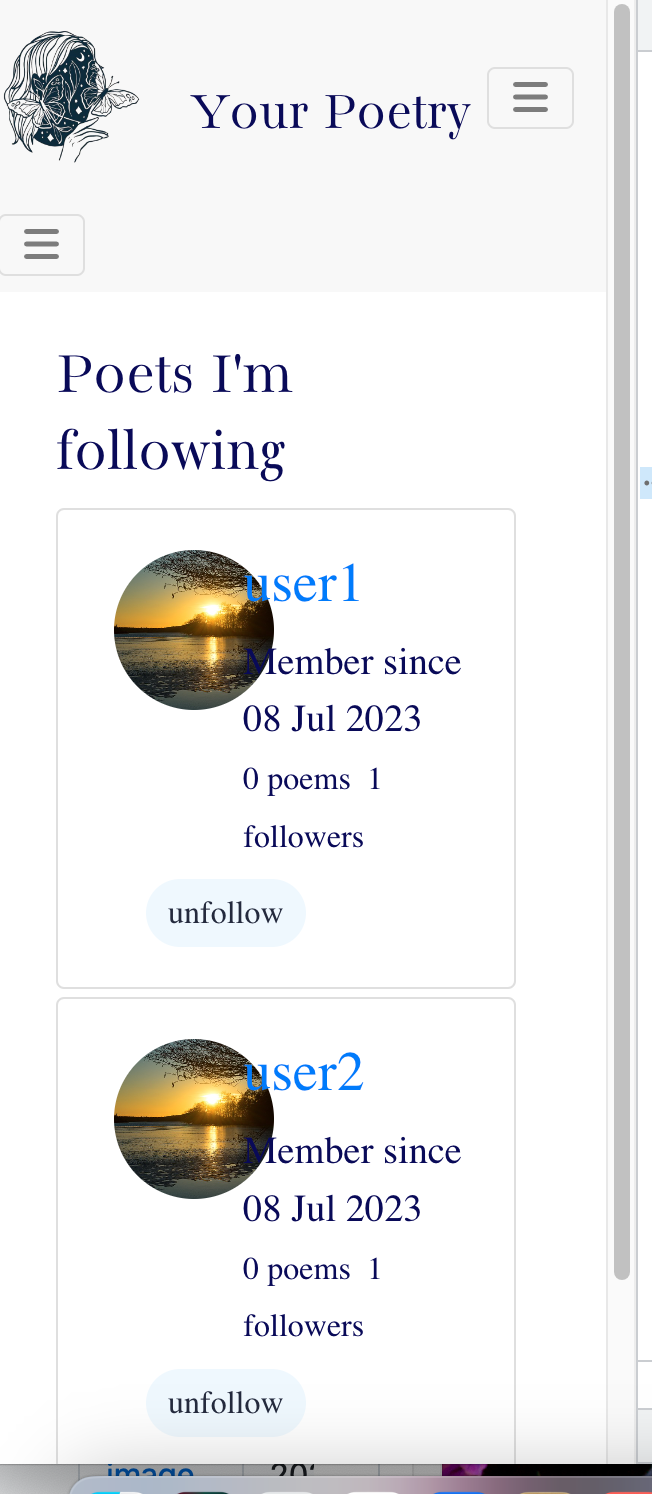 Your Poetry
Poets I'm
following
user1
Member since
08 Jul 2023
0 poems 1
followers
unfollow
user2
Member since
08 Jul 2023
0 poems 1
followers
unfollow
image